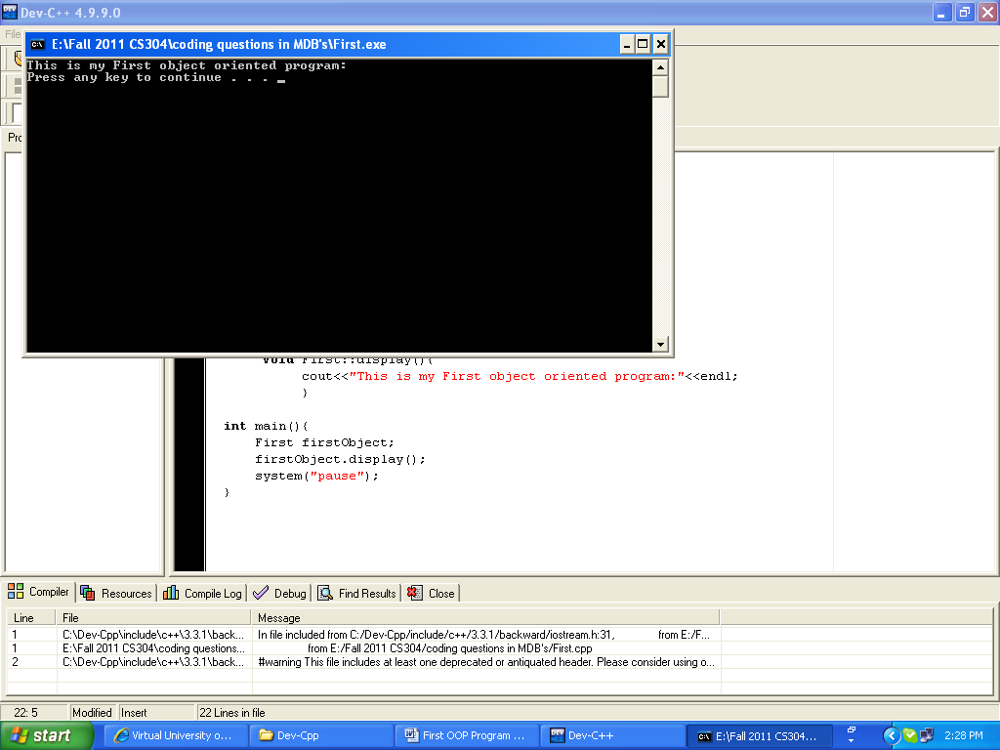 Dev-C++ 4.9.9.0
File
E:\Fall 2011 CS304\coding questions in MDB's\First.exe
This is my First object oriented program:
Press any key to continue . . . _
void First::display(){
cout<<"This is my First object oriented program:"<<endl;
}
int main(){
First firstObject;
firstObject.display();
system("pause");
}
Compiler Resources Compile Log Debug Find Results Close
Line File Message
1 C:\Dev-Cpp\include\c++\3.3.1\back... In file included from C:/Dev-Cpp/include/c++/3.3.1/backward/iostream.h:31, from E:/F...
1 E:\Fall 2011 CS304\coding questions... from E:/Fall 2011 CS304/coding questions in MDB's/First.cpp
2 C:\Dev-Cpp\include\c++\3.3.1\back... #warning This file includes at least one deprecated or antiquated header. Please consider using o...
22: 5 Modified Insert 22 Lines in file
start Virtual University o... Dev-Cpp First OOP Program ... Dev-C++ E:\Fall 2011 CS304... 2:28 PM